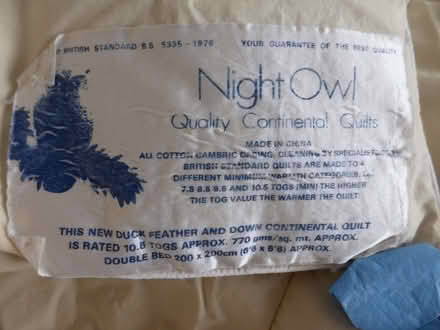 BRITISH STANDARD B.S 5335 - 1976 YOUR GUARANTEE OF THE BEST QUALITY
Night Owl
Quality Continental Quilts
MADE IN CHINA
ALL COTTON CAMBRIC CASING. CLEANING BY SPECIALIST
BRITISH STANDARD QUILTS ARE MADE TO 4
DIFFERENT MINIMUM WARMTH CATEGORIES,
7.5 8.5 9.5 AND 10.5 TOGS (MIN) THE HIGHER
THE TOG VALUE THE WARMER THE QUILT.
THIS NEW DUCK FEATHER AND DOWN CONTINENTAL QUILT
IS RATED 10.5 TOGS APPROX. 770 gms/sq. mt. APPROX.
DOUBLE BED 200 x 200cm (6'6 x 6'6) APPROX.